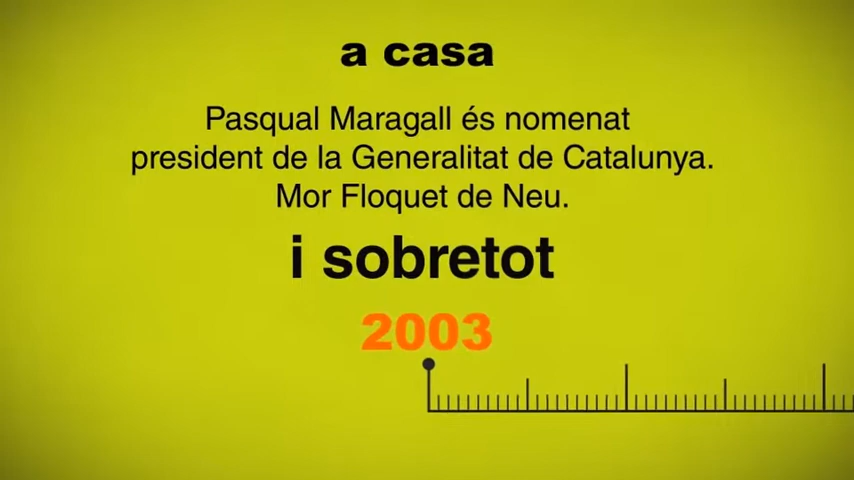 a casa
Pasqual Maragall és nomenat
president de la Generalitat de Catalunya.
Mor Floquet de Neu.
i sobretot
2003